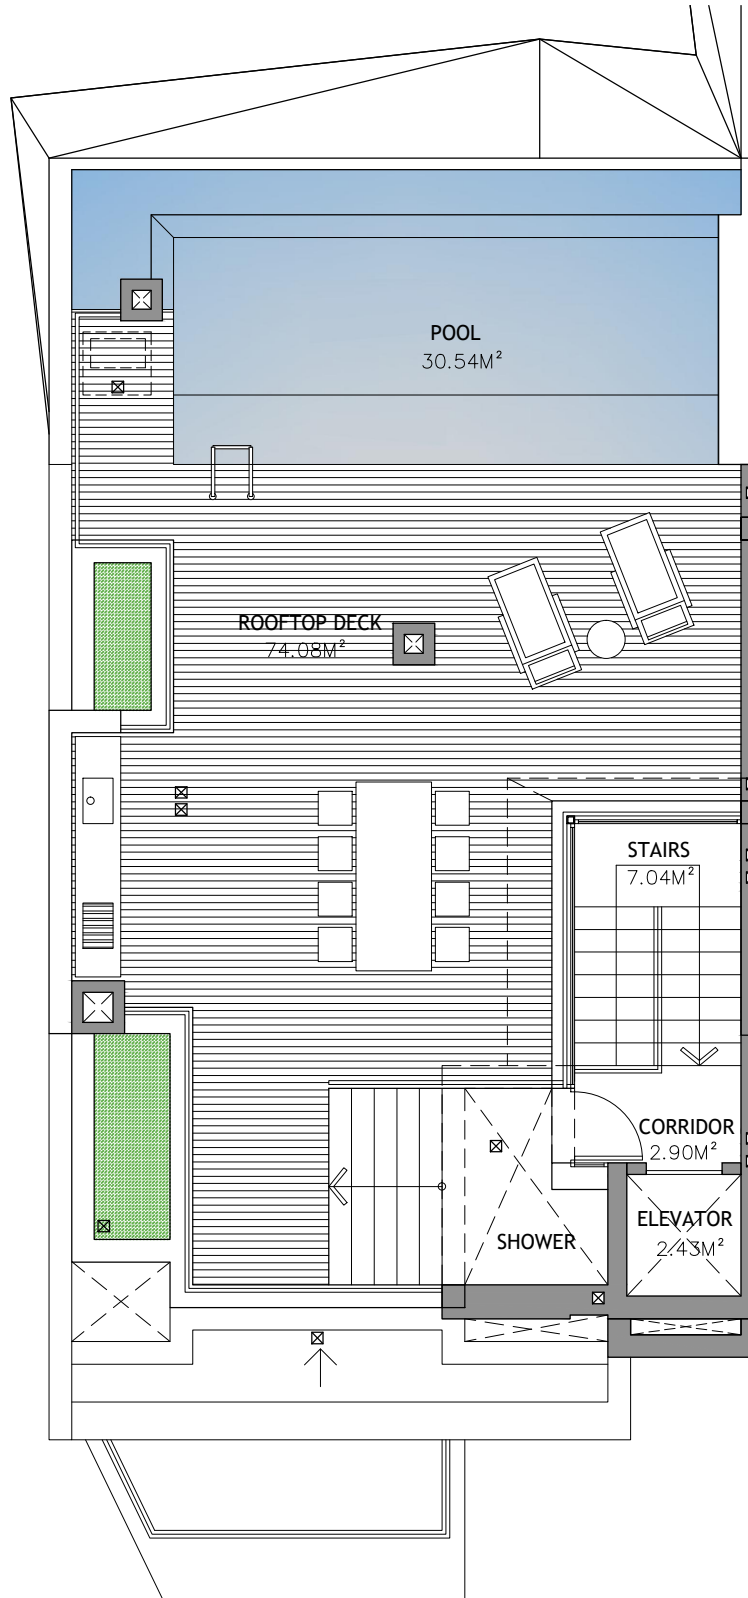 POOL
30.54M²
ROOFTOP DECK
74.08M²
STAIRS
7.04M²
CORRIDOR
2.90M²
ELEVATOR
2.43M²
SHOWER